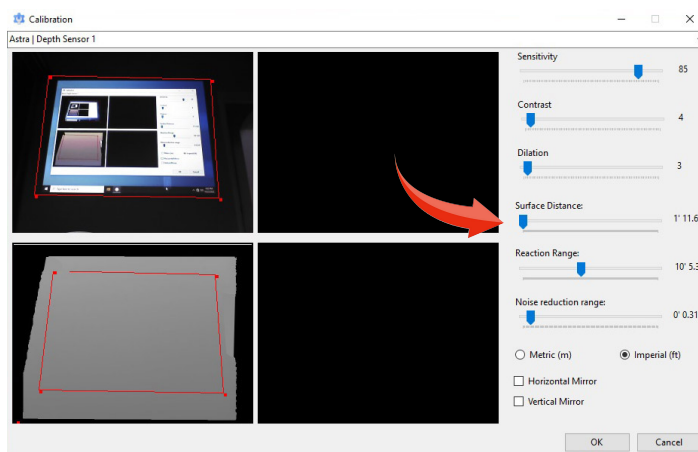 Calibration
Astra | Depth Sensor 1
Sensitivity
85
Contrast
4
Dilation
3
Surface Distance:
1' 11.6
Reaction Range:
10' 5.3
Noise reduction range:
0' 0.31
Metric (m)
Imperial (ft)
Horizontal Mirror
Vertical Mirror
OK
Cancel